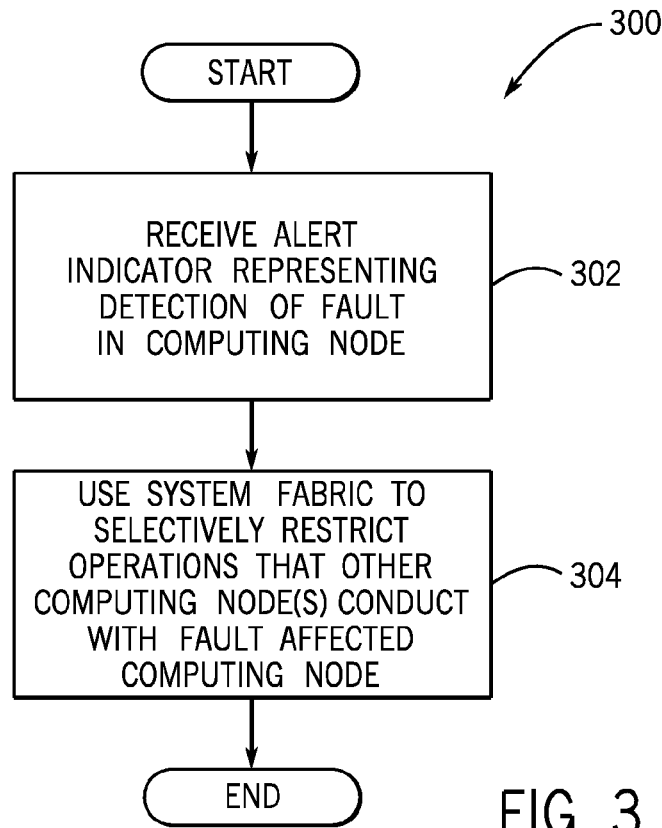 300
START
RECEIVE ALERT
INDICATOR REPRESENTING
DETECTION OF FAULT
IN COMPUTING NODE
302
USE SYSTEM FABRIC TO
SELECTIVELY RESTRICT
OPERATIONS THAT OTHER
COMPUTING NODE(S) CONDUCT
WITH FAULT AFFECTED
COMPUTING NODE
304
END
FIG. 3